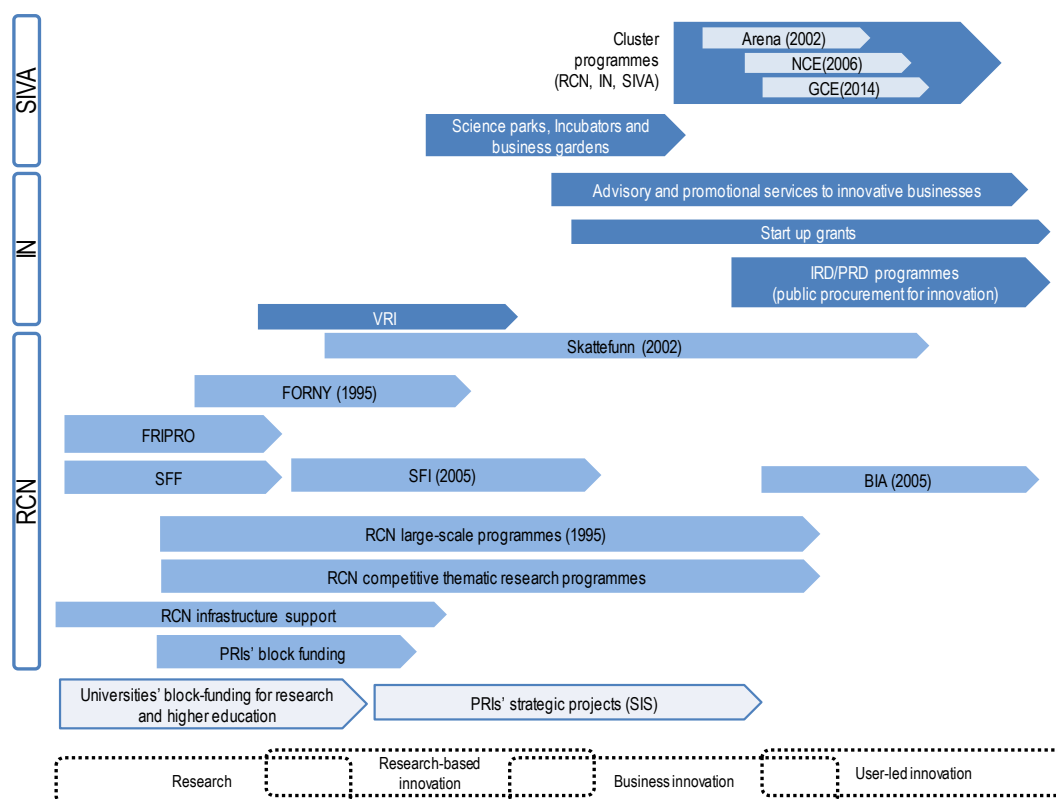 SIVA
Cluster
programmes
(RCN, IN, SIVA)
Arena (2002)
NCE(2006)
GCE(2014)
Science parks, Incubators and
business gardens
IN
Advisory and promotional services to innovative businesses
Start up grants
IRD/PRD programmes
(public procurement for innovation)
VRI
RCN
Skattefunn (2002)
FORNY (1995)
FRIPRO
SFF
SFI (2005)
BIA (2005)
RCN large-scale programmes (1995)
RCN competitive thematic research programmes
RCN infrastructure support
PRIs' block funding
Universities' block-funding for research
and higher education
PRIs' strategic projects (SIS)
Research
Research-based
innovation
Business innovation
User-led innovation